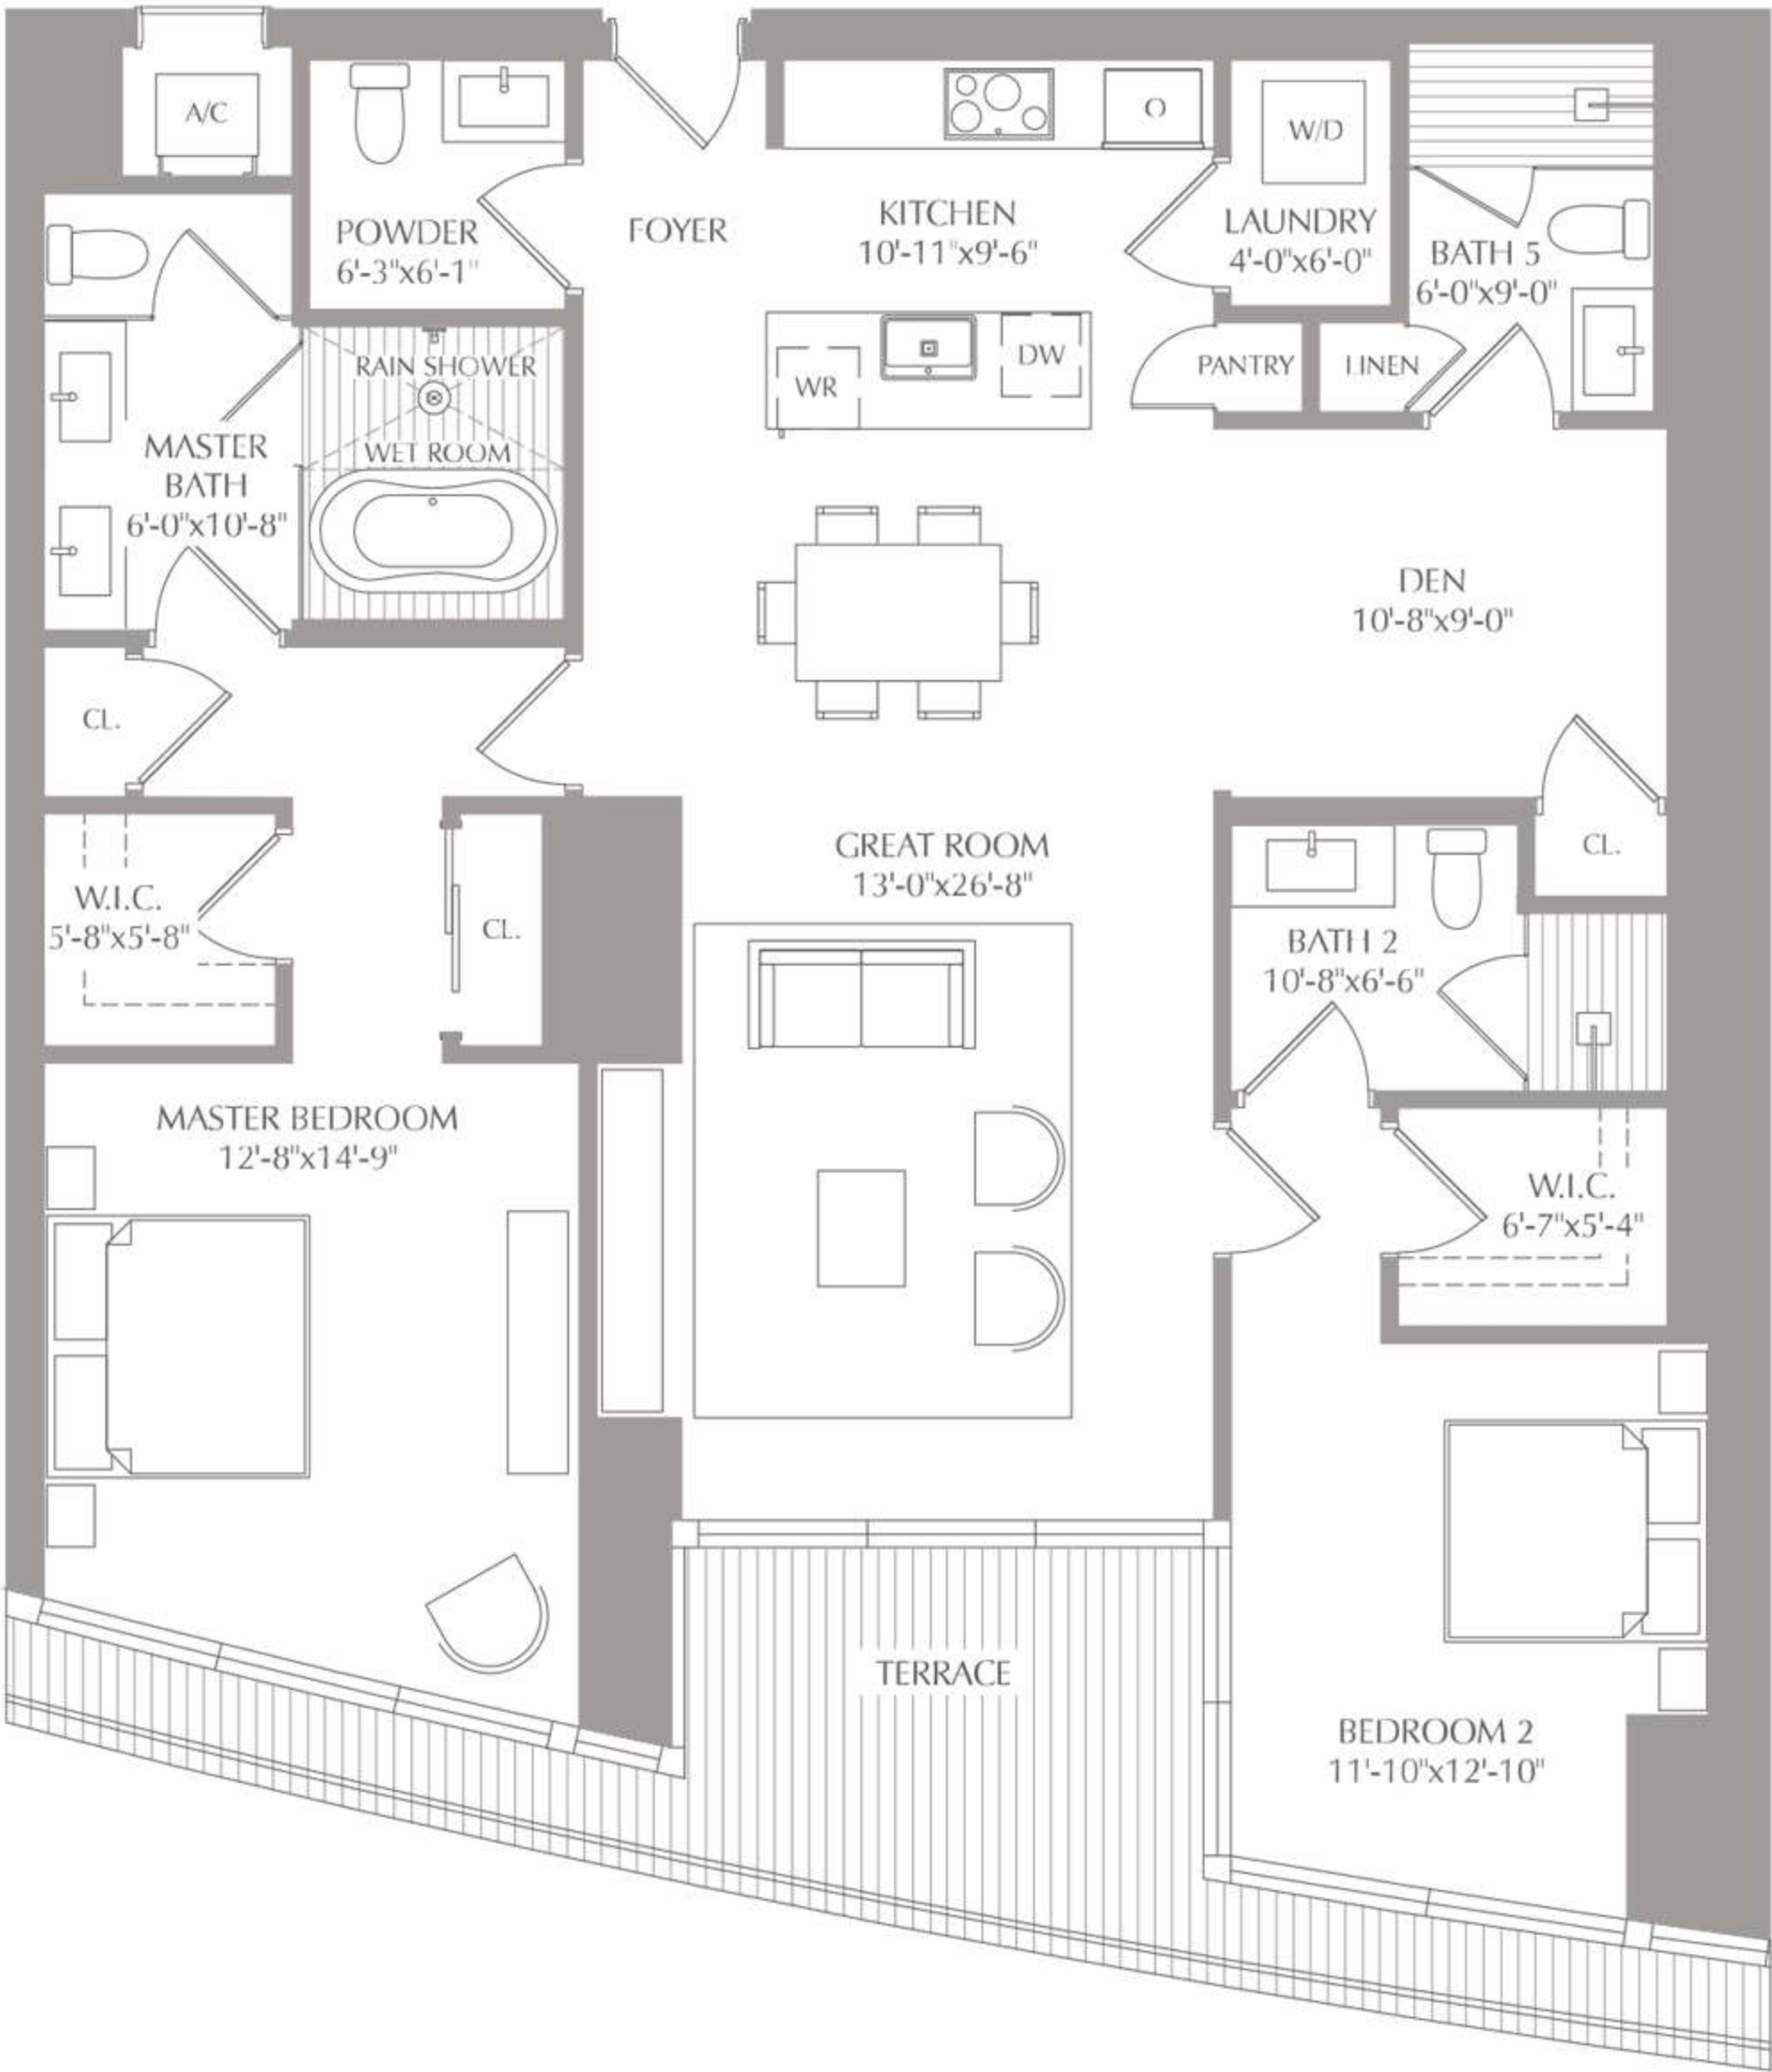 A/C
O
W/D
POWDER
6'-3"x6'-1"
FOYER
KITCHEN
10'-11"x9'-6"
LAUNDRY
4'-0"x6'-0"
BATH 5
6'-0"x9'-0"
RAIN SHOWER
WR
DW
PANTRY
LINEN
MASTER
BATH
6'-0"x10'-8"
WET ROOM
DEN
10'-8"x9'-0"
CL.
GREAT ROOM
13'-0"x26'-8"
CL.
W.I.C.
5'-8"x5'-8"
CL.
BATH 2
10'-8"x6'-6"
MASTER BEDROOM
12'-8"x14'-9"
W.I.C.
6'-7"x5'-4"
TERRACE
BEDROOM 2
11'-10"x12'-10"